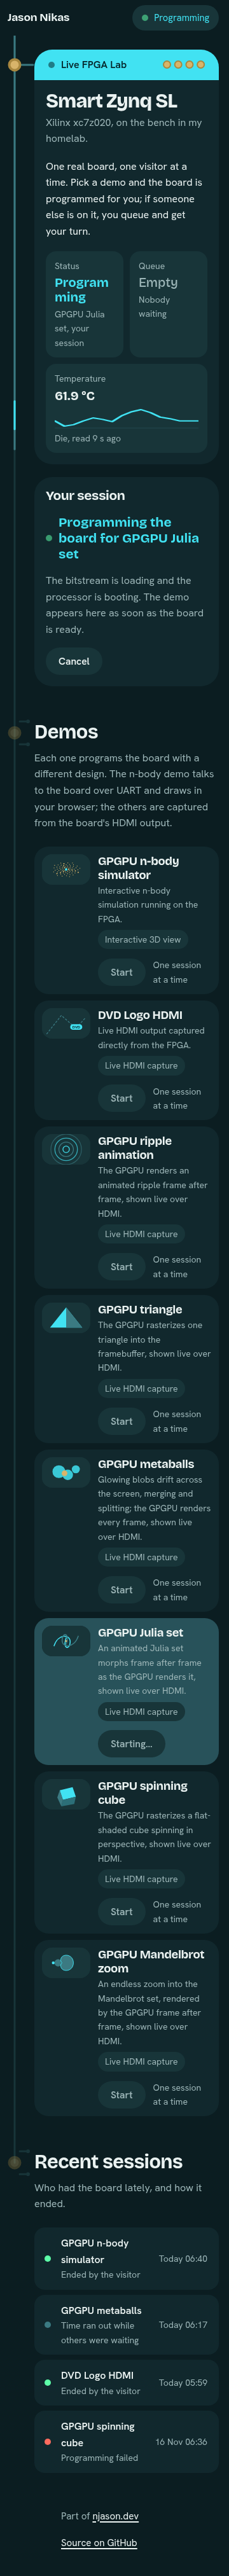 Jason Nikas
Programming
Live FPGA Lab
Smart Zynq SL
Xilinx xc7z020, on the bench in my
homelab.
One real board, one visitor at a
time. Pick a demo and the board is
programmed for you; if someone
else is on it, you queue and get
your turn.
Status
Program
ming
GPGPU Julia
set, your
session
Queue
Empty
Nobody
waiting
Temperature
61.9 °C
Die, read 9 s ago
Your session
Programming the
board for GPGPU Julia
set
The bitstream is loading and the
processor is booting. The demo
appears here as soon as the board
is ready.
Cancel
Demos
Each one programs the board with a
different design. The n-body demo talks
to the board over UART and draws in
your browser; the others are captured
from the board's HDMI output.
GPGPU n-body
simulator
Interactive n-body
simulation running on the
FPGA.
Interactive 3D view
Start
One session
at a time
DVD Logo HDMI
Live HDMI output captured
directly from the FPGA.
Live HDMI capture
Start
One session
at a time
GPGPU ripple
animation
The GPGPU renders an
animated ripple frame after
frame, shown live over
HDMI.
Live HDMI capture
Start
One session
at a time
GPGPU triangle
The GPGPU rasterizes one
triangle into the
framebuffer, shown live over
HDMI.
Live HDMI capture
Start
One session
at a time
GPGPU metaballs
Glowing blobs drift across
the screen, merging and
splitting; the GPGPU renders
every frame, shown live
over HDMI.
Live HDMI capture
Start
One session
at a time
GPGPU Julia set
An animated Julia set
morphs frame after frame
as the GPGPU renders it,
shown live over HDMI.
Live HDMI capture
Starting...
GPGPU spinning
cube
The GPGPU rasterizes a flat-
shaded cube spinning in
perspective, shown live over
HDMI.
Live HDMI capture
Start
One session
at a time
GPGPU Mandelbrot
zoom
An endless zoom into the
Mandelbrot set, rendered
by the GPGPU frame after
frame, shown live over
HDMI.
Live HDMI capture
Start
One session
at a time
Recent sessions
Who had the board lately, and how it
ended.
GPGPU n-body
simulator
Ended by the visitor
Today 06:40
GPGPU metaballs
Time ran out while
others were waiting
Today 06:17
DVD Logo HDMI
Ended by the visitor
Today 05:59
GPGPU spinning
cube
Programming failed
16 Nov 06:36
Part of njason.dev
Source on GitHub